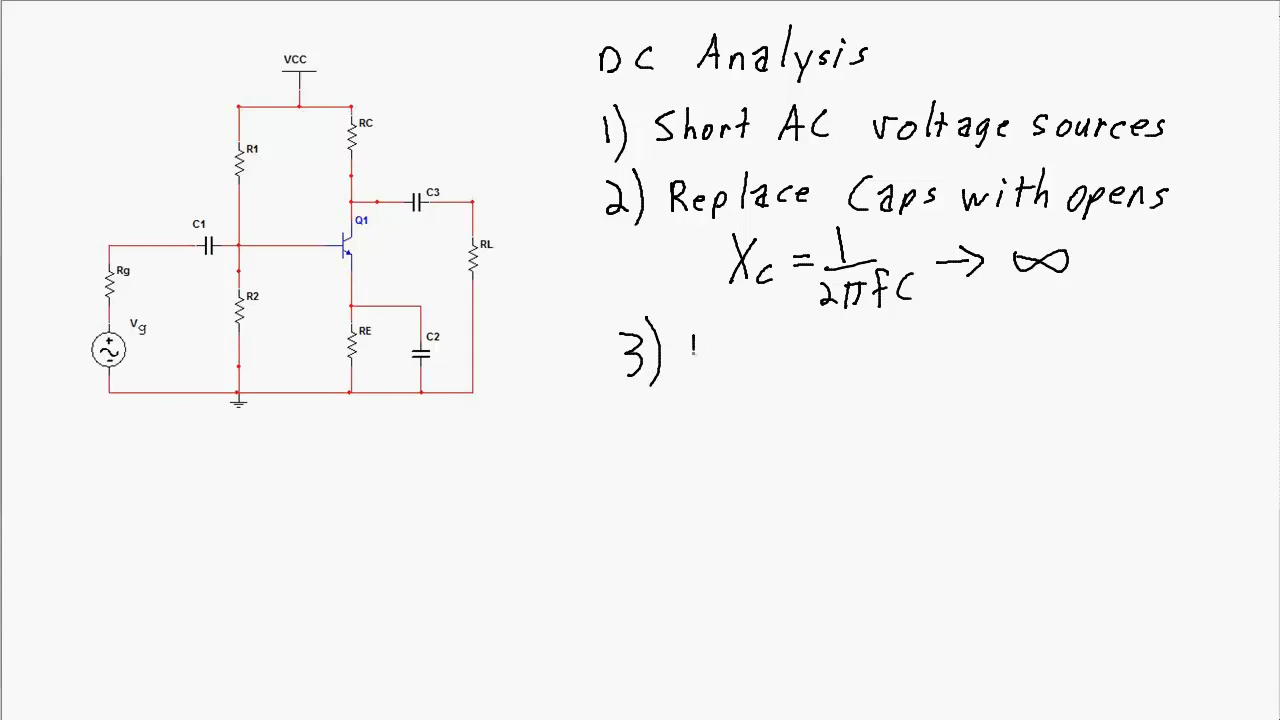 DC Analysis
1) Short AC voltage sources
2) Replace Caps with opens
Xc = 1/2πfC → ∞
3)
VCC
RC
R1
C3
Q1
C1
RL
Rg
R2
Vg
RE
C2